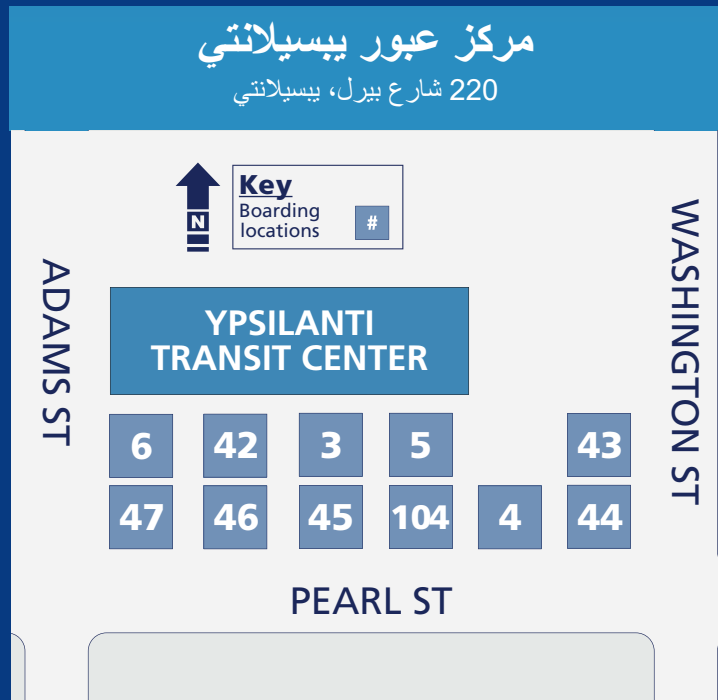 مركز عبور يبسيلانتي
220 شارع بيرل، يبسيلانتي
Key
Boarding
locations
#
N
ADAMS ST
WASHINGTON ST
YPSILANTI
TRANSIT CENTER
6 42 3 5 43
47 46 45 104 4 44
PEARL ST